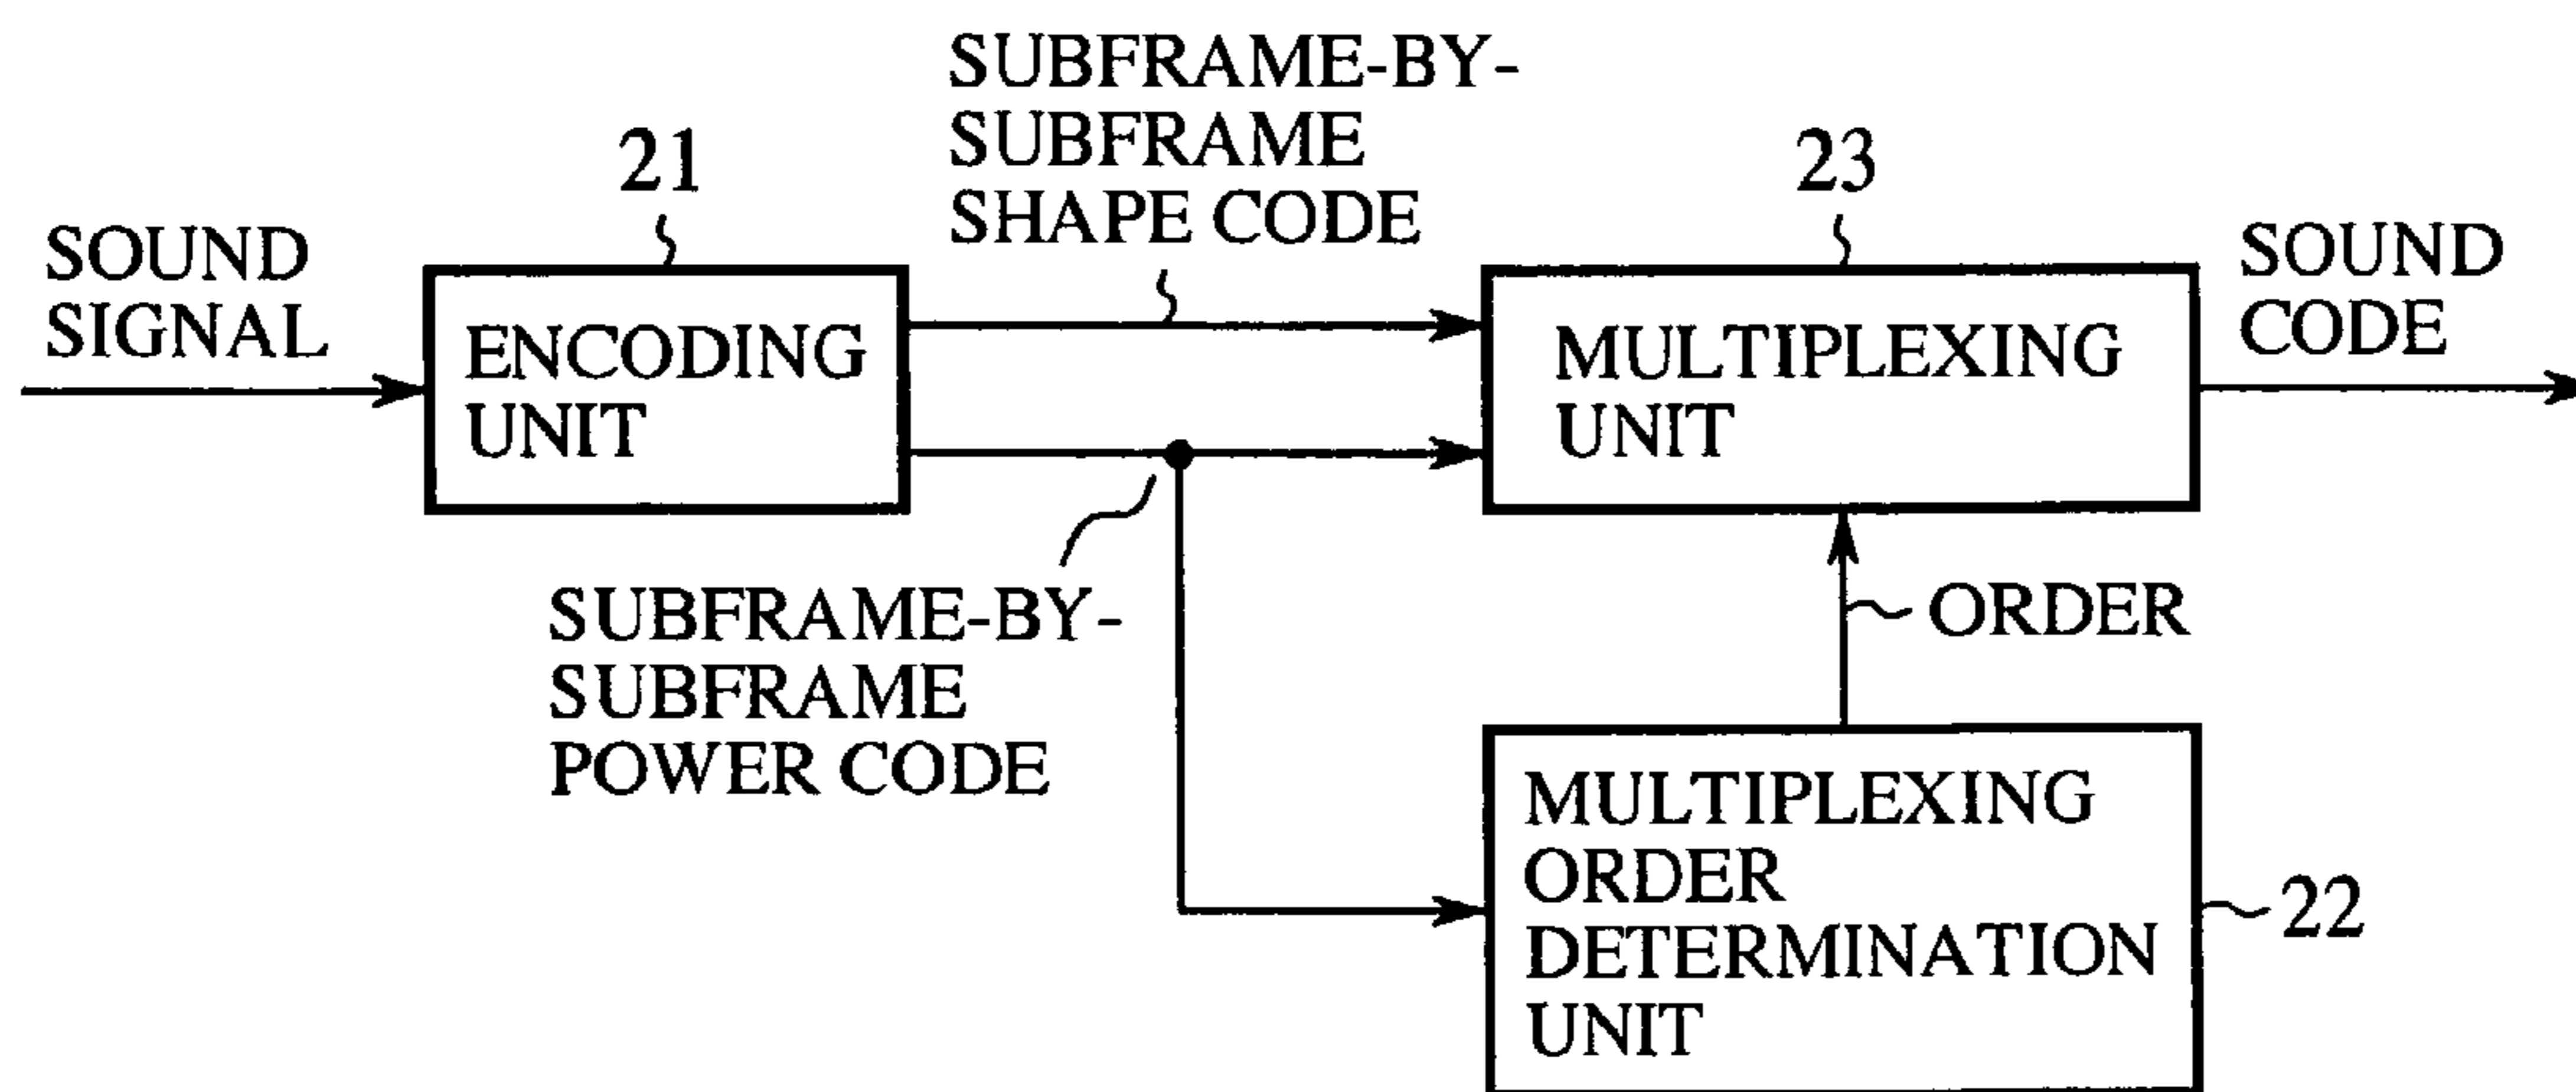 SOUND
SIGNAL
21
ENCODING
UNIT
SUBFRAME-BY-
SUBFRAME
SHAPE CODE
SUBFRAME-BY-
SUBFRAME
POWER CODE
23
MULTIPLEXING
UNIT
SOUND
CODE
ORDER
MULTIPLEXING
ORDER
DETERMINATION
UNIT
22